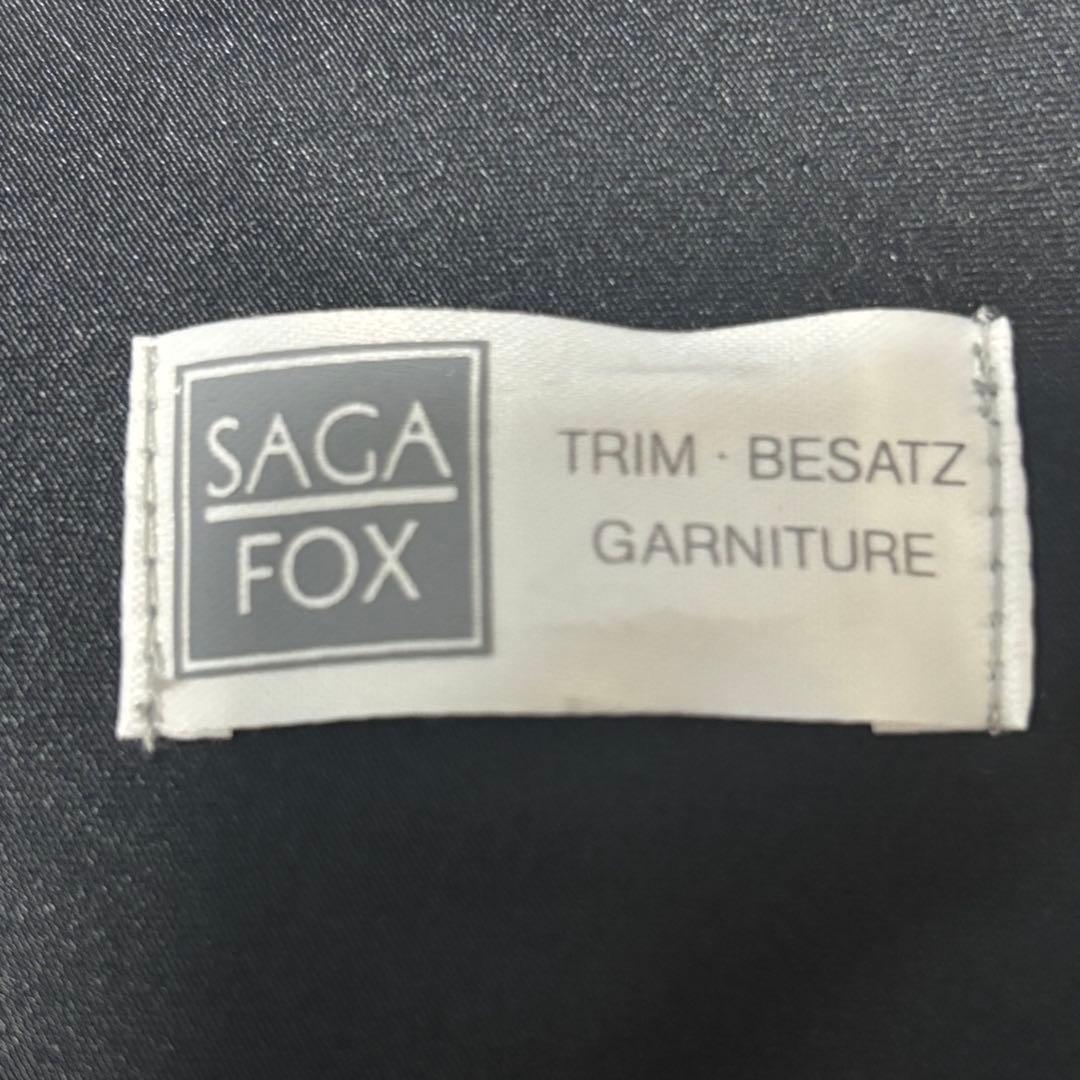 SAGA
FOX
TRIM · BESATZ
GARNITURE